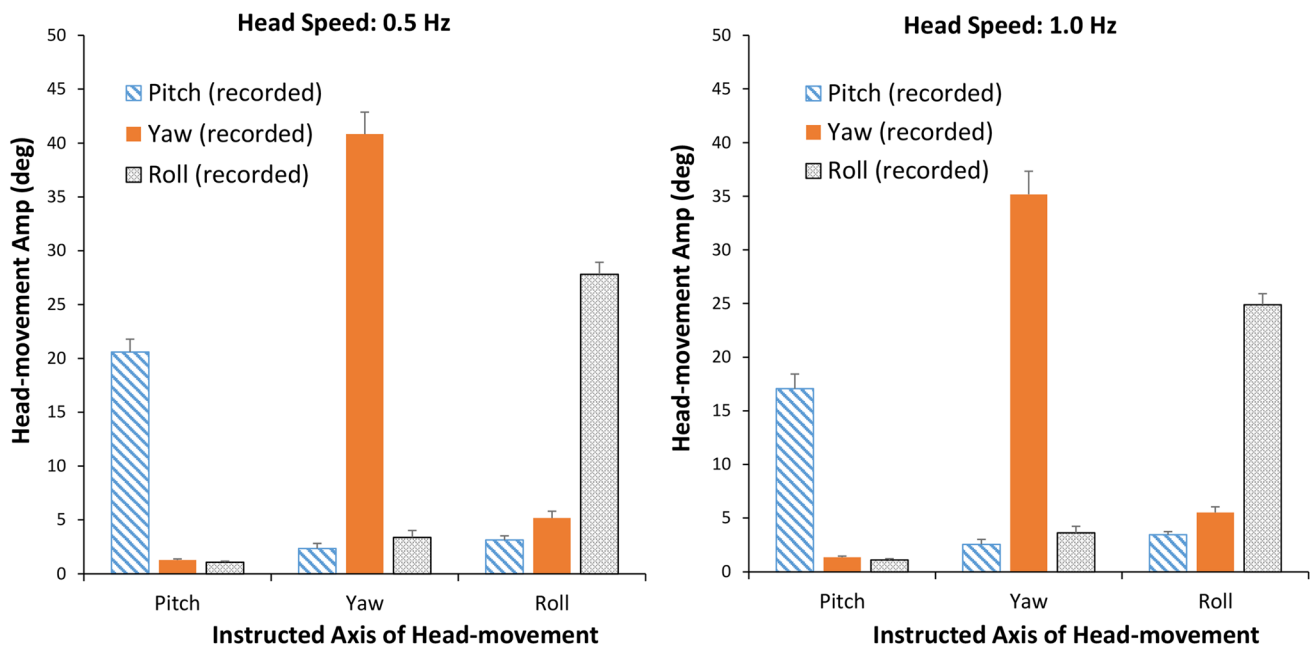 Head Speed: 0.5 Hz
50
45
40
35
30
25
20
15
10
5
0
Head-movement Amp (deg)
Pitch (recorded)
Yaw (recorded)
Roll (recorded)
Pitch
Yaw
Roll
Instructed Axis of Head-movement
Head Speed: 1.0 Hz
50
45
40
35
30
25
20
15
10
5
0
Head-movement Amp (deg)
Pitch (recorded)
Yaw (recorded)
Roll (recorded)
Pitch
Yaw
Roll
Instructed Axis of Head-movement